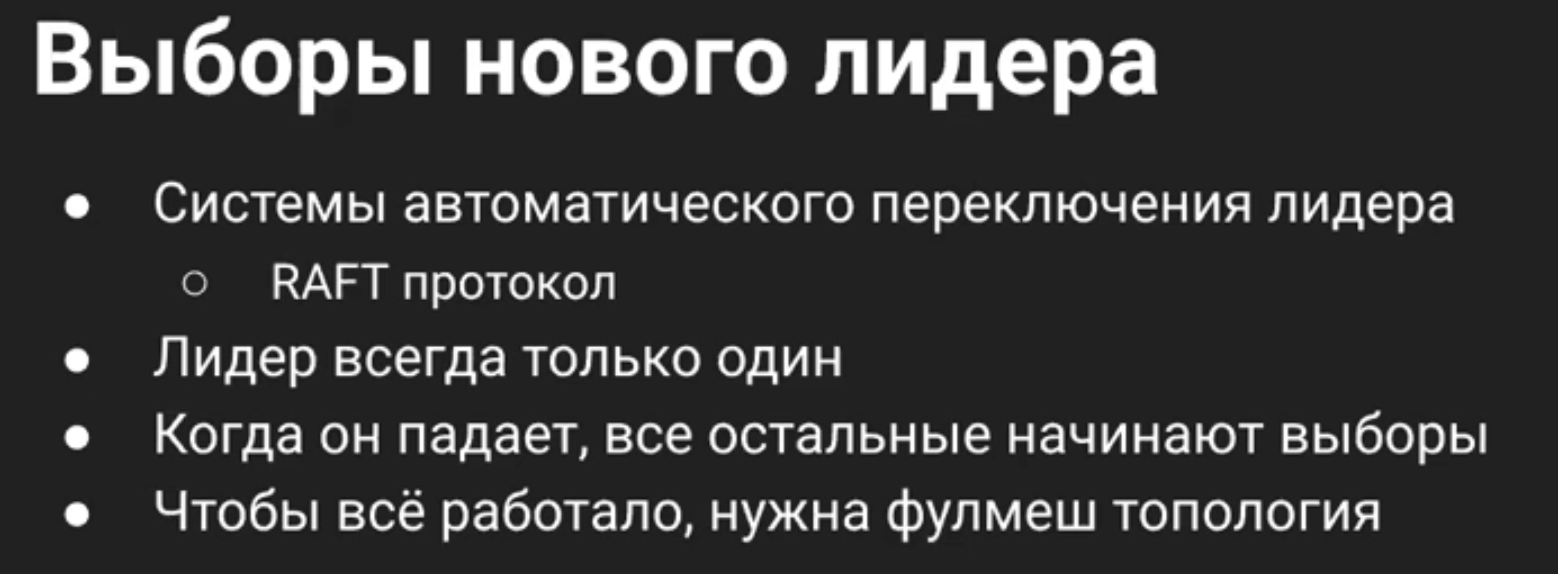 Выборы нового лидера
● Системы автоматического переключения лидера
○ RAFT протокол
● Лидер всегда только один
● Когда он падает, все остальные начинают выборы
● Чтобы всё работало, нужна фулмеш топология